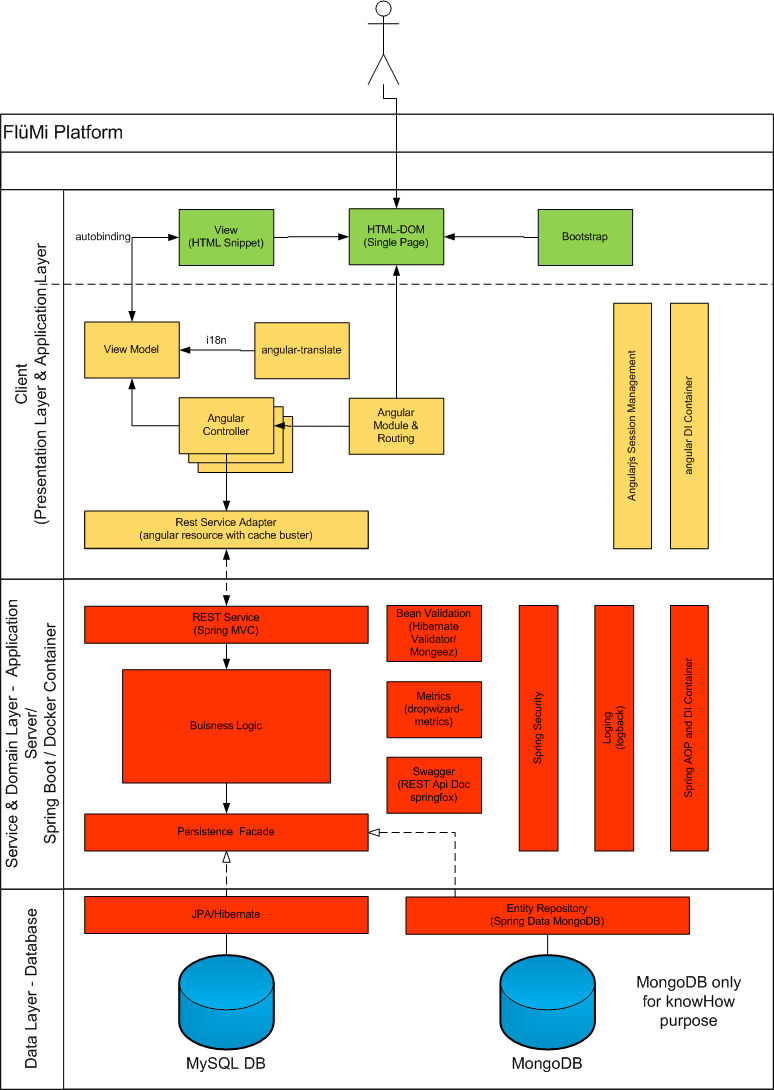 FlüMi Platform
Client
(Presentation Layer & Application Layer
autobinding
View
(HTML Snippet)
HTML-DOM
(Single Page)
Bootstrap
View Model
i18n
angular-translate
Angular
Controller
Angular
Module &
Routing
Angularjs Session Management
angular DI Container
Rest Service Adapter
(angular resource with cache buster)
Service & Domain Layer - Application
Server/
Spring Boot / Docker Container
REST Service
(Spring MVC)
Bean Validation
(Hibernate
Validator/
Mongeez)
Buisness Logic
Metrics
(dropwizard-
metrics)
Swagger
(REST Api Doc
springfox)
Spring Security
Loging
(logback)
Spring AOP and DI Container
Persistence Facade
Data Layer - Database
JPA/Hibernate
Entity Repository
(Spring Data MongoDB)
MongoDB only
for knowHow
purpose
MySQL DB
MongoDB